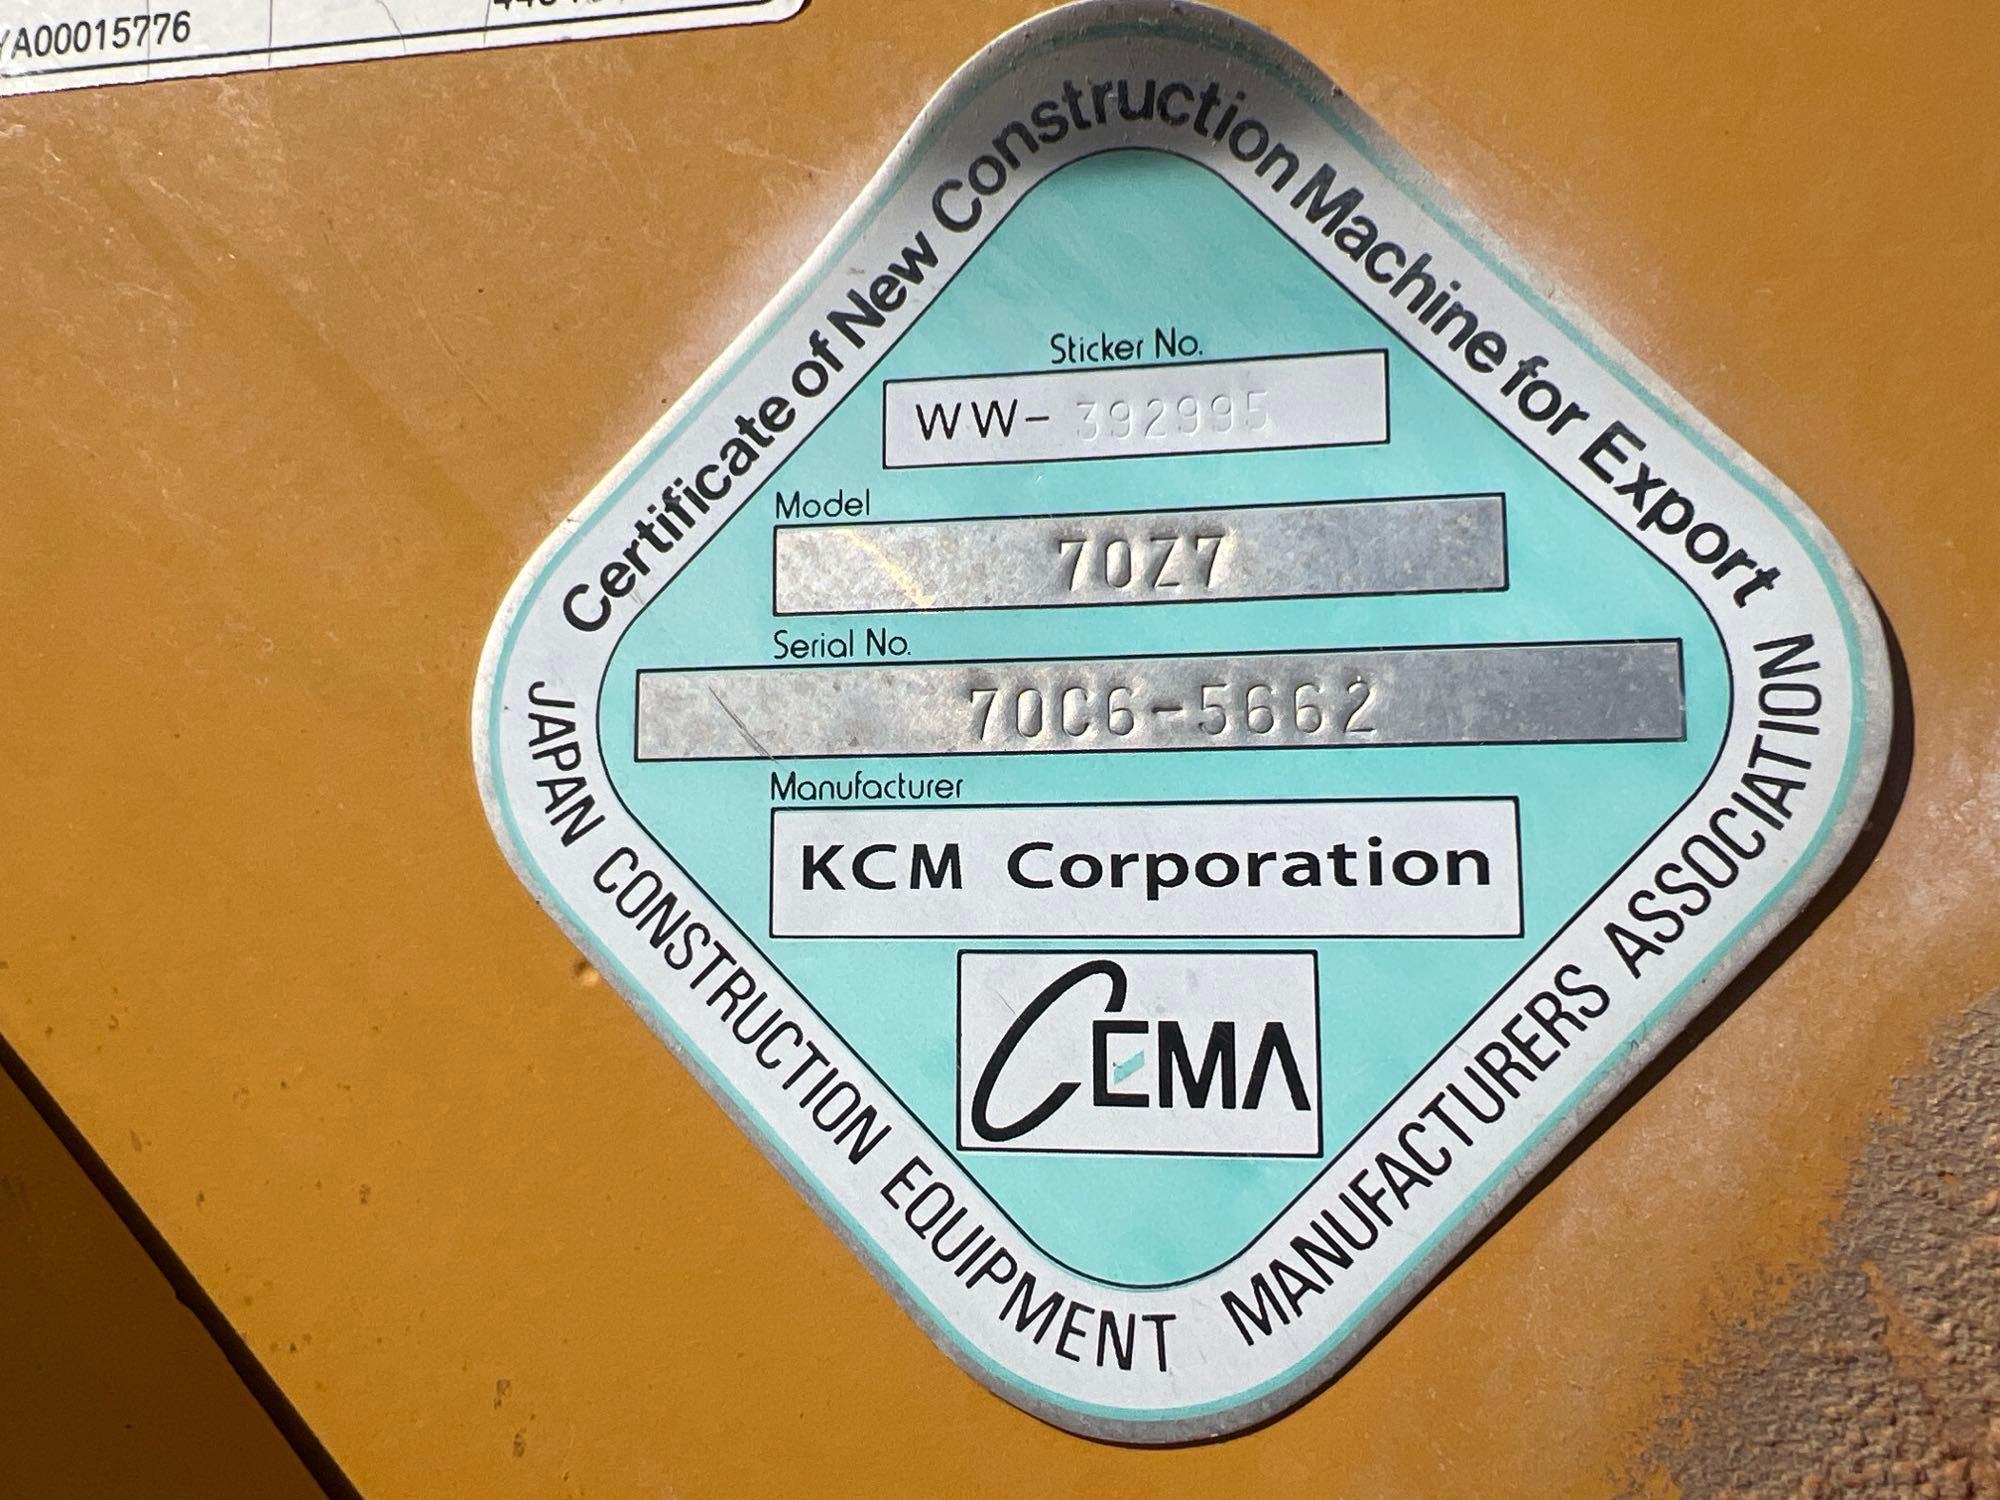 YA00015776
Certificate of New Construction Machine for Export
Sticker No.
WW-392995
Model
70Z7
Serial No.
70C6-5662
Manufacturer
KCM Corporation
CEMA
JAPAN CONSTRUCTION EQUIPMENT MANUFACTURERS ASSOCIATION